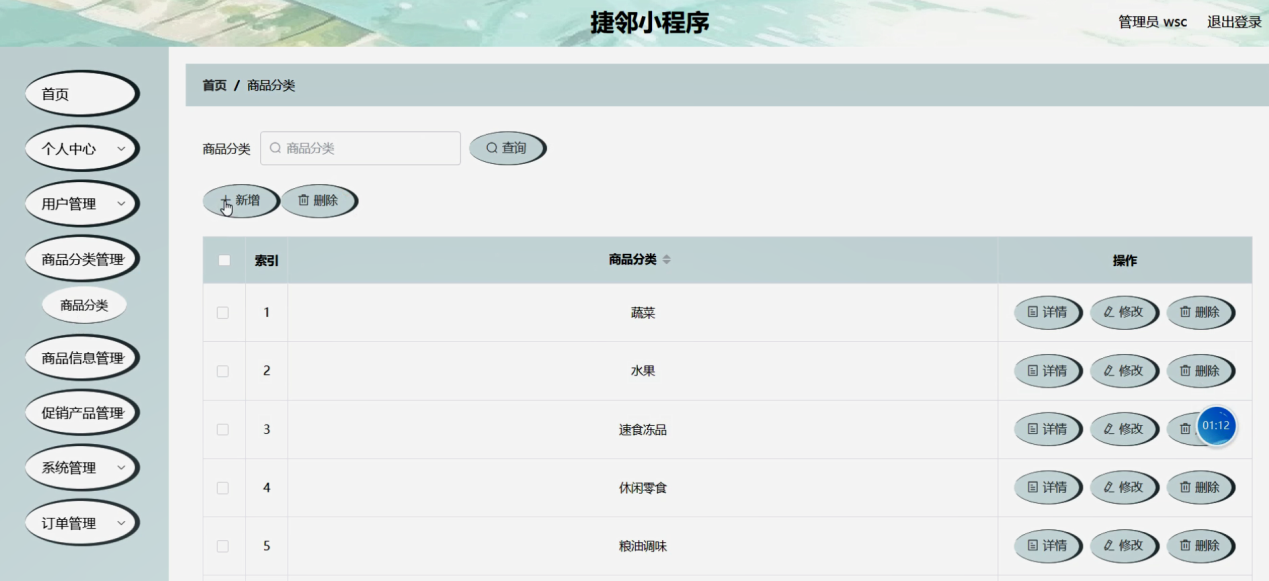 捷邻小程序
管理员 wsc 退出登录
首页
个人中心
用户管理
商品分类管理
商品分类
商品信息管理
促销产品管理
系统管理
订单管理
首页 / 商品分类
商品分类 商品分类 查询
新增 删除
索引 商品分类 操作
1 蔬菜 详情 修改 删除
2 水果 详情 修改 删除
3 速食冻品 详情 修改
01:12
4 休闲零食 详情 修改 删除
5 粮油调味 详情 修改 删除